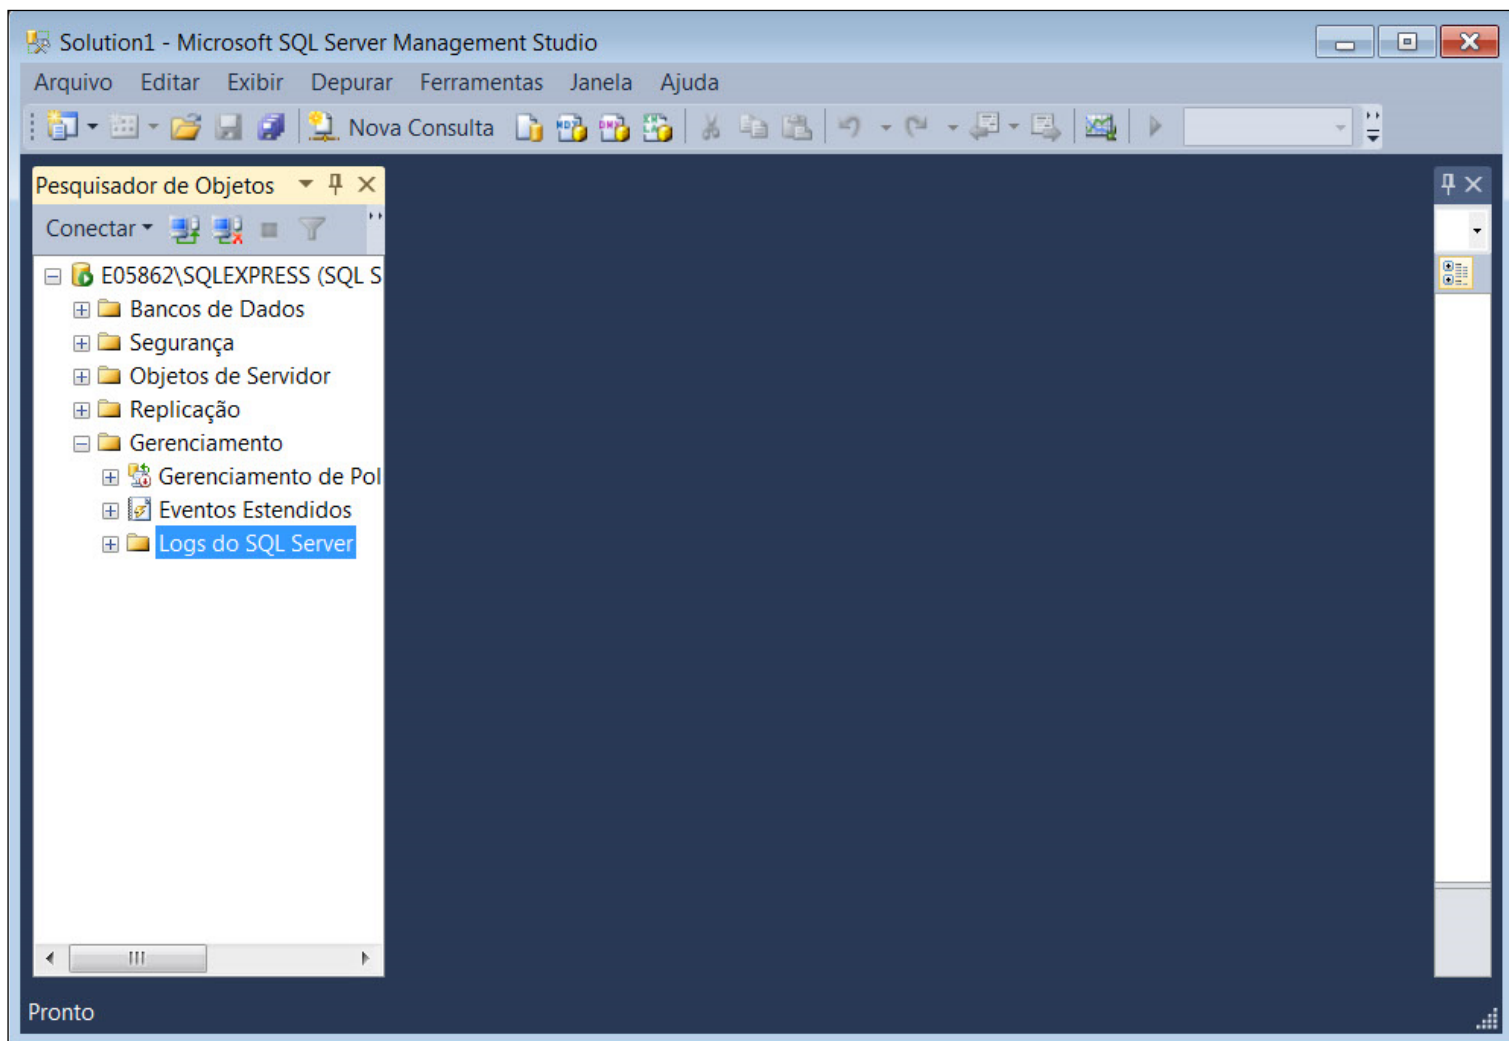 Solution1 - Microsoft SQL Server Management Studio
Arquivo Editar Exibir Depurar Ferramentas Janela Ajuda
Nova Consulta
Pesquisador de Objetos
Conectar
E05862\SQLEXPRESS (SQL S
Bancos de Dados
Segurança
Objetos de Servidor
Replicação
Gerenciamento
Gerenciamento de Pol
Eventos Estendidos
Logs do SQL Server
Pronto